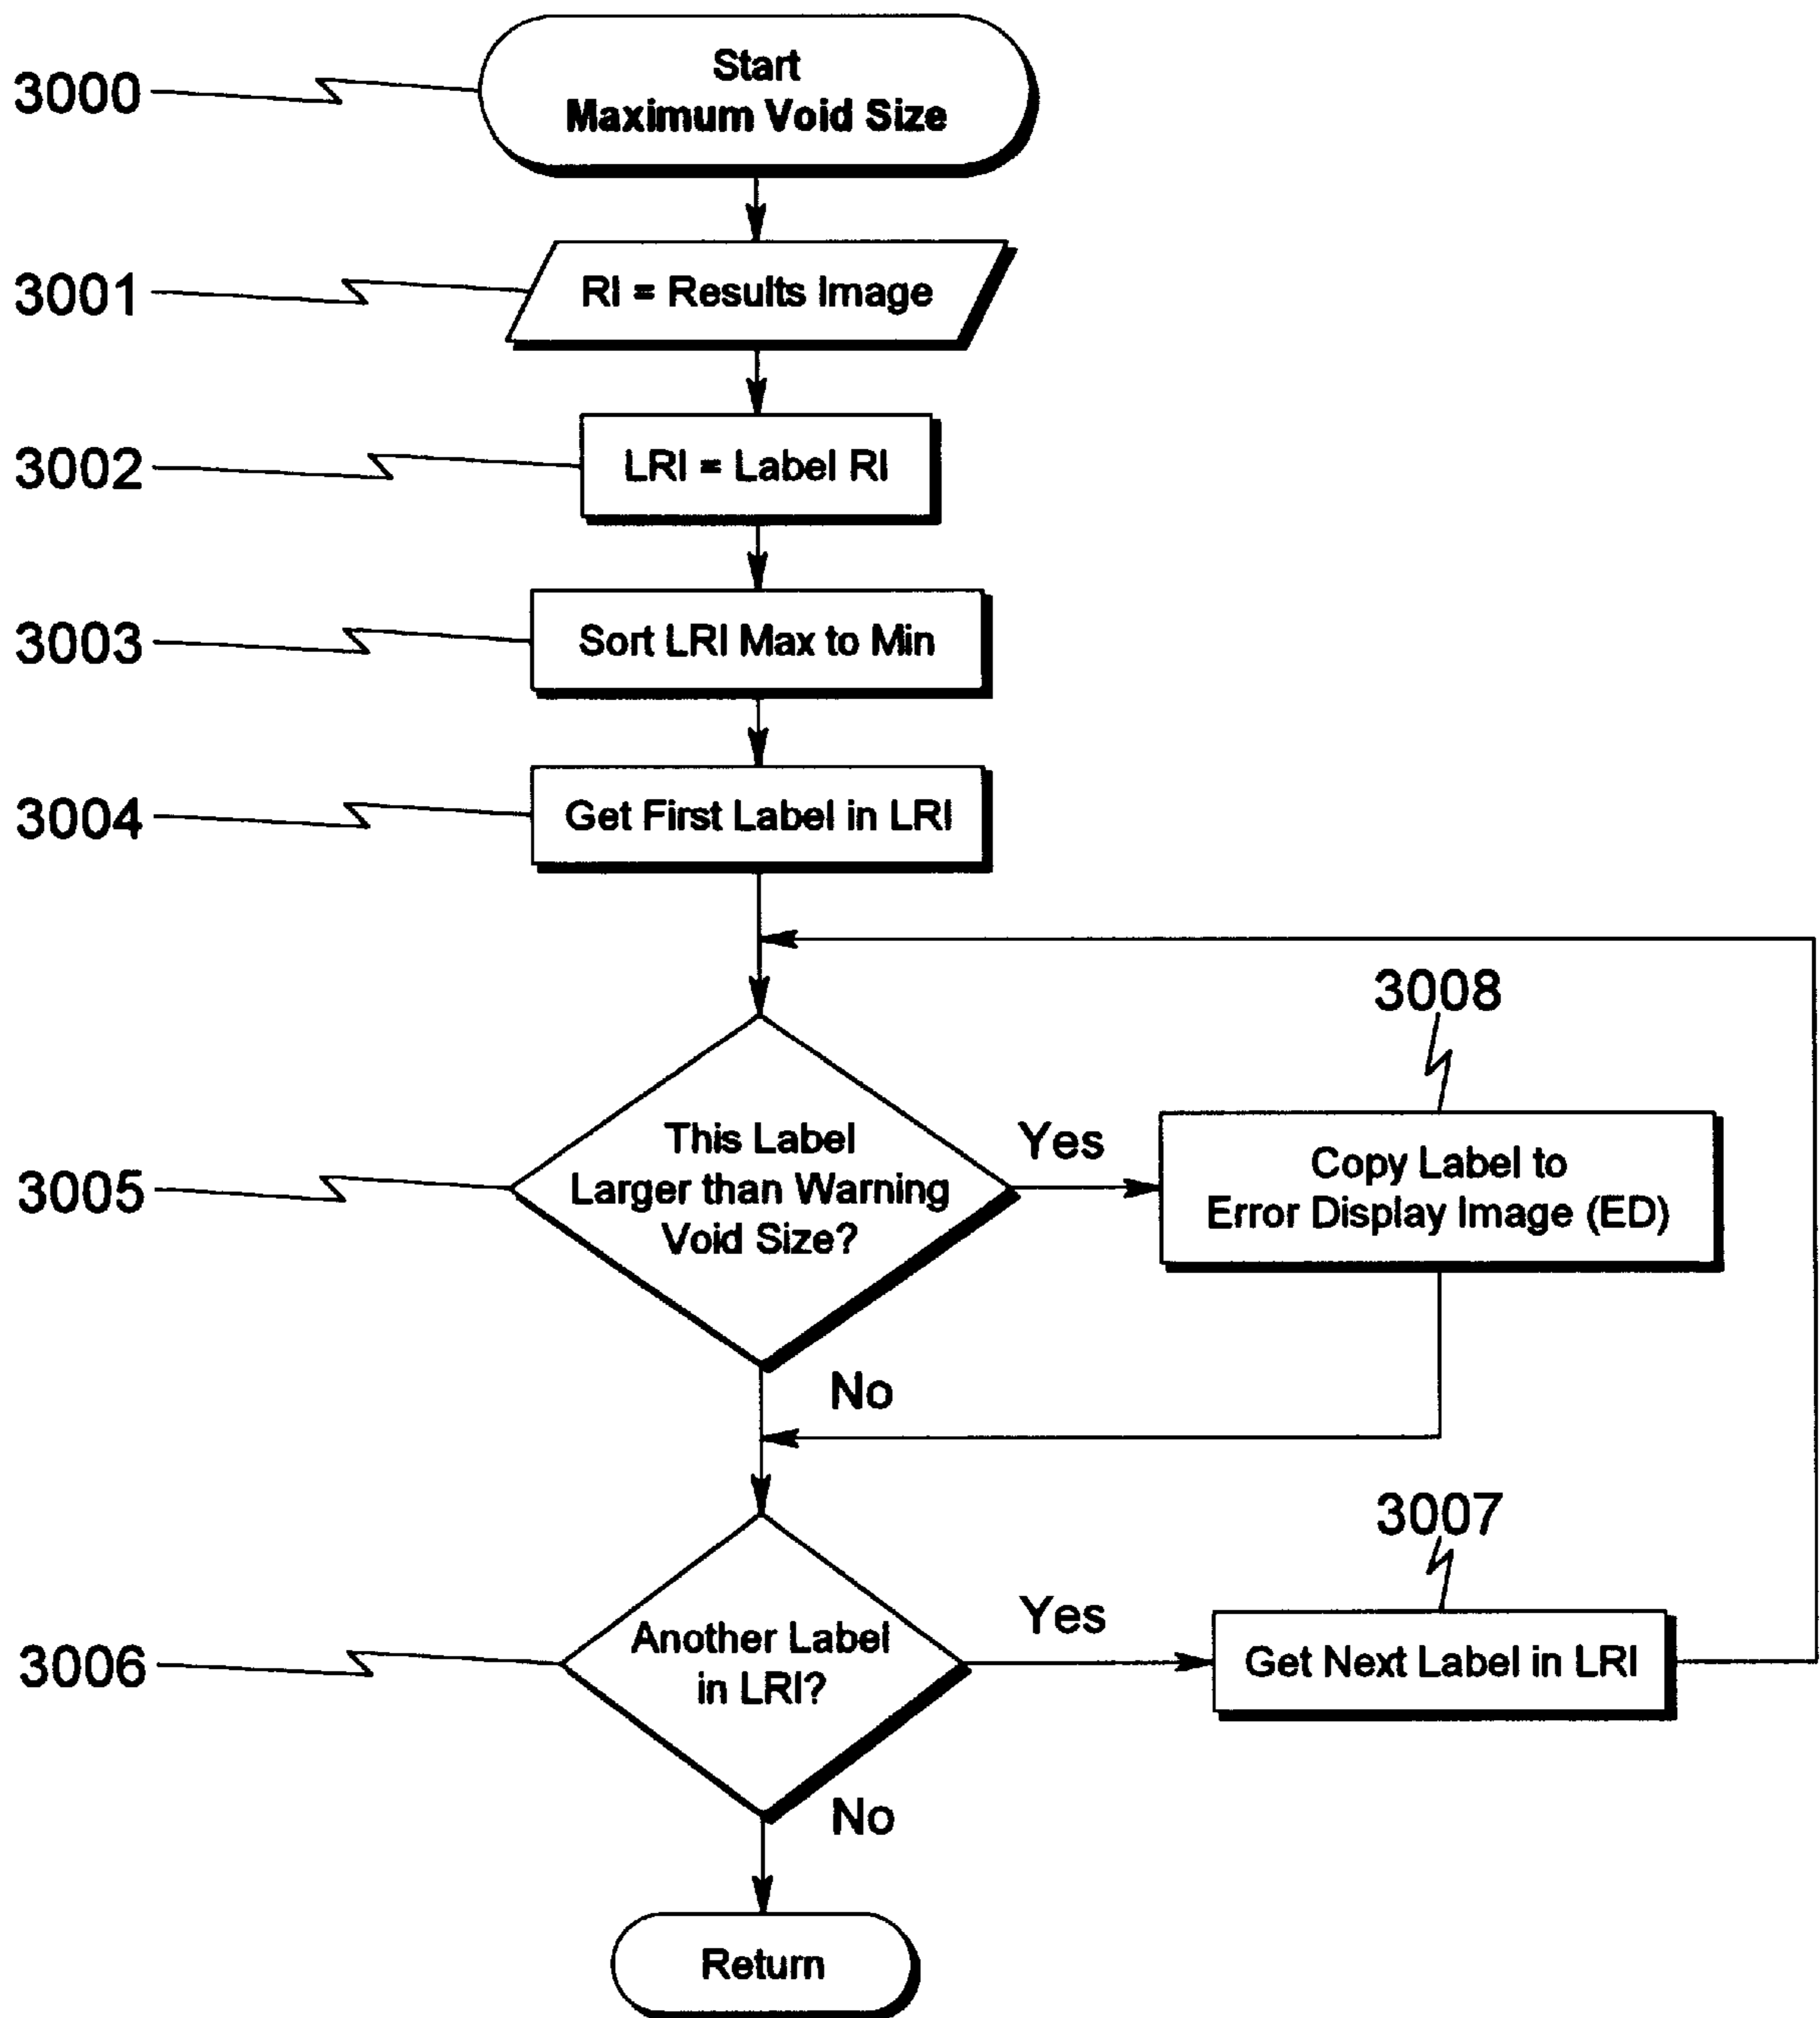 3000
Start
Maximum Void Size
3001
RI = Results Image
3002
LRI = Label RI
3003
Sort LRI Max to Min
3004
Get First Label in LRI
3008
3005
This Label
Larger than Warning
Void Size?
Yes
Copy Label to
Error Display Image (ED)
No
3007
3006
Another Label
in LRI?
Yes
Get Next Label in LRI
No
Return